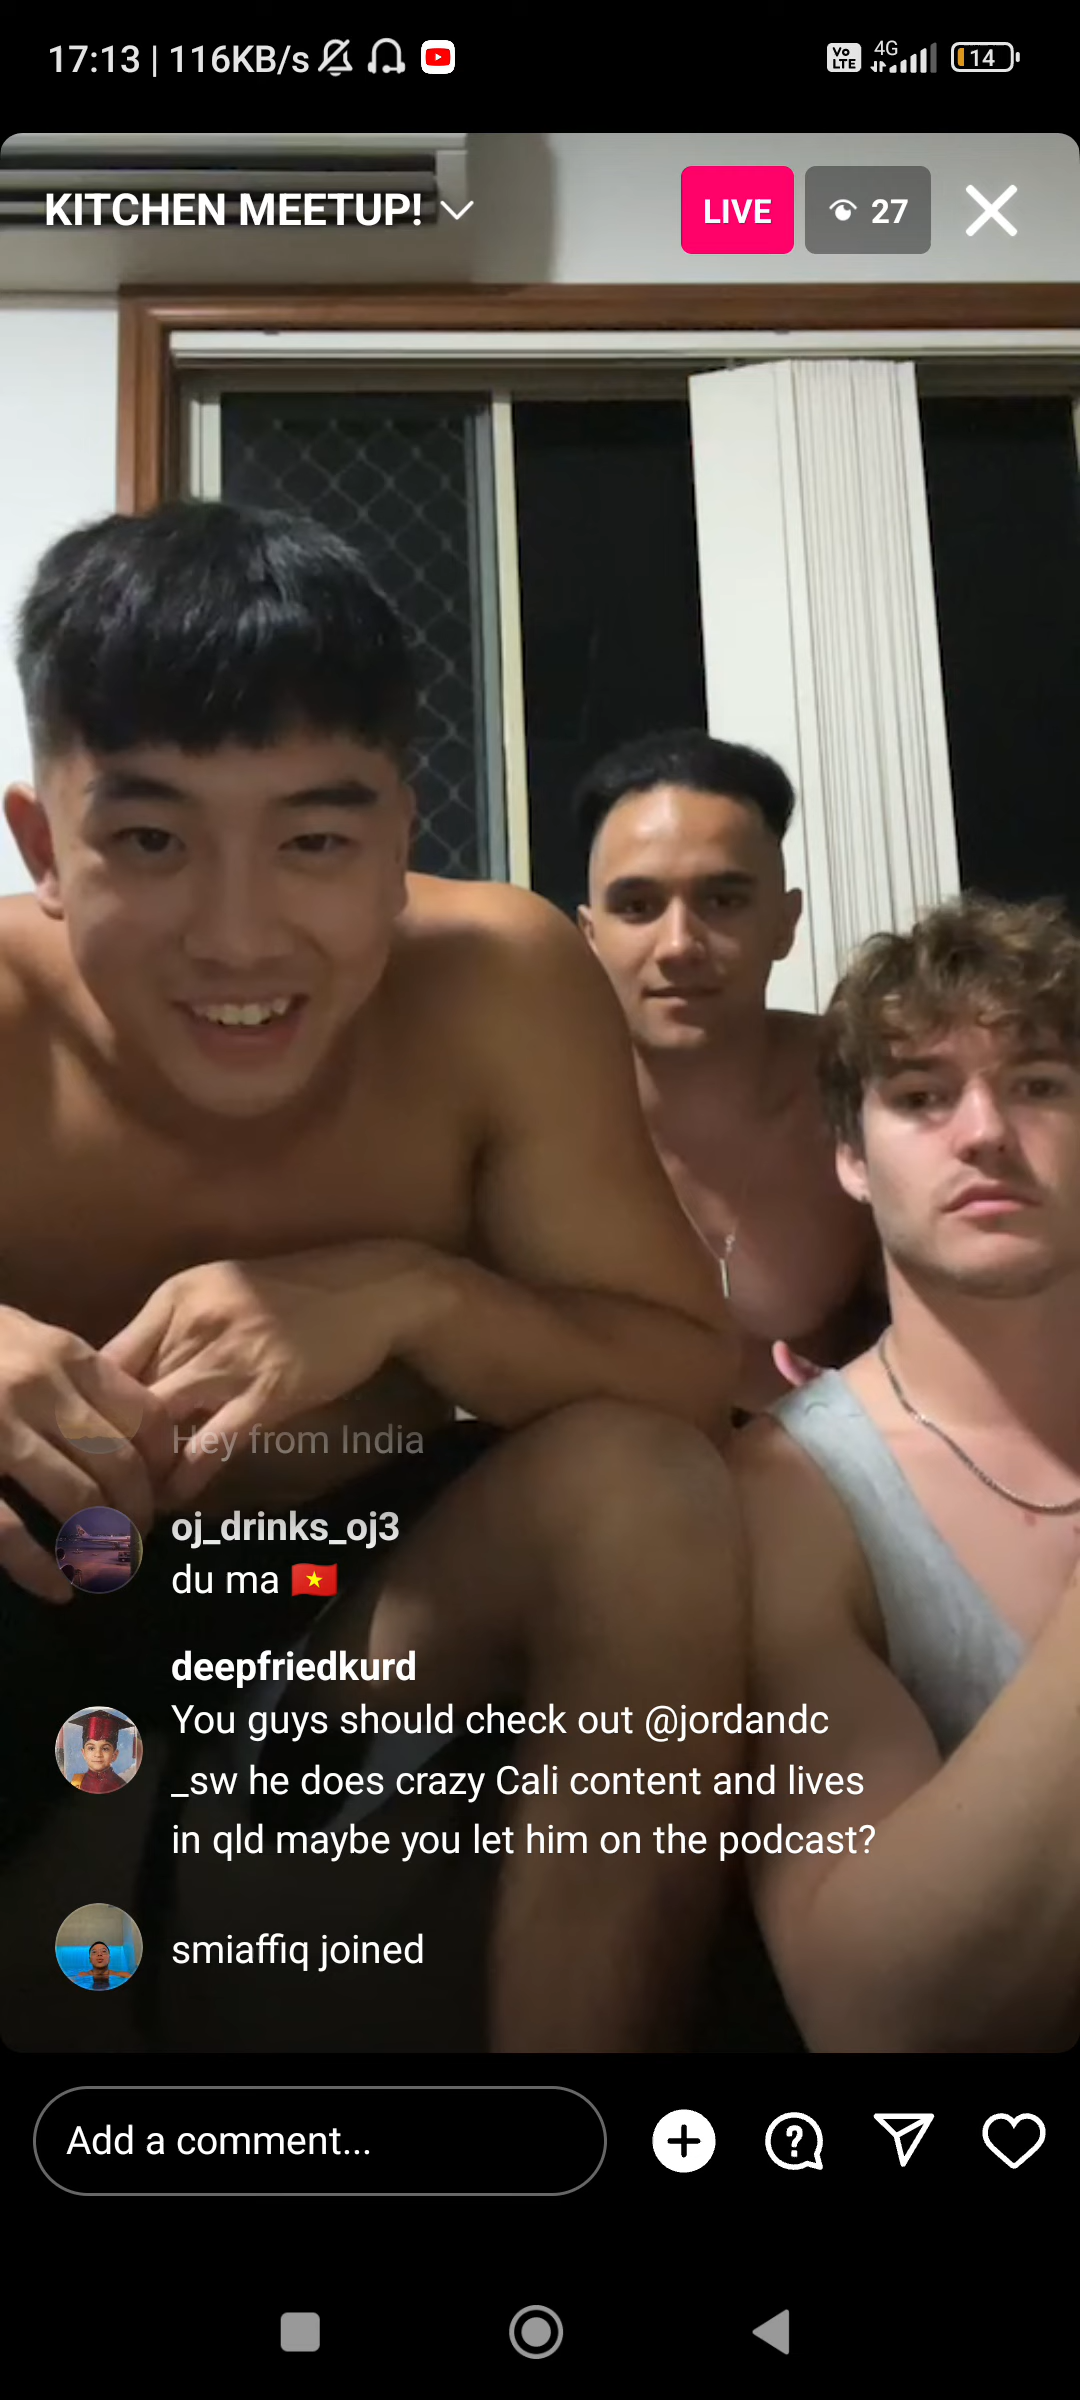 17:13 | 116KB/s
Vo LTE 4G 14
KITCHEN MEETUP! LIVE 27
Hey from India
oj_drinks_oj3
du ma 🇻🇳
deepfriedkurd
You guys should check out @jordandc
_sw he does crazy Cali content and lives
in qld maybe you let him on the podcast?
smiaffiq joined
Add a comment...